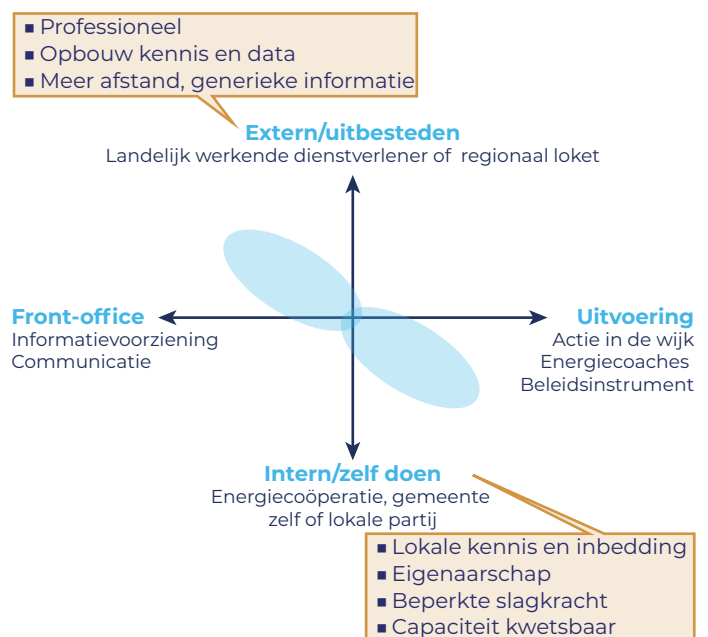 ▪ Professioneel
▪ Opbouw kennis en data
▪ Meer afstand, generieke informatie
Extern/uitbesteden
Landelijk werkende dienstverlener of regionaal loket
Front-office
Informatievoorziening
Communicatie
Uitvoering
Actie in de wijk
Energiecoaches
Beleidsinstrument
Intern/zelf doen
Energiecoöperatie, gemeente
zelf of lokale partij
▪ Lokale kennis en inbedding
▪ Eigenaarschap
▪ Beperkte slagkracht
▪ Capaciteit kwetsbaar